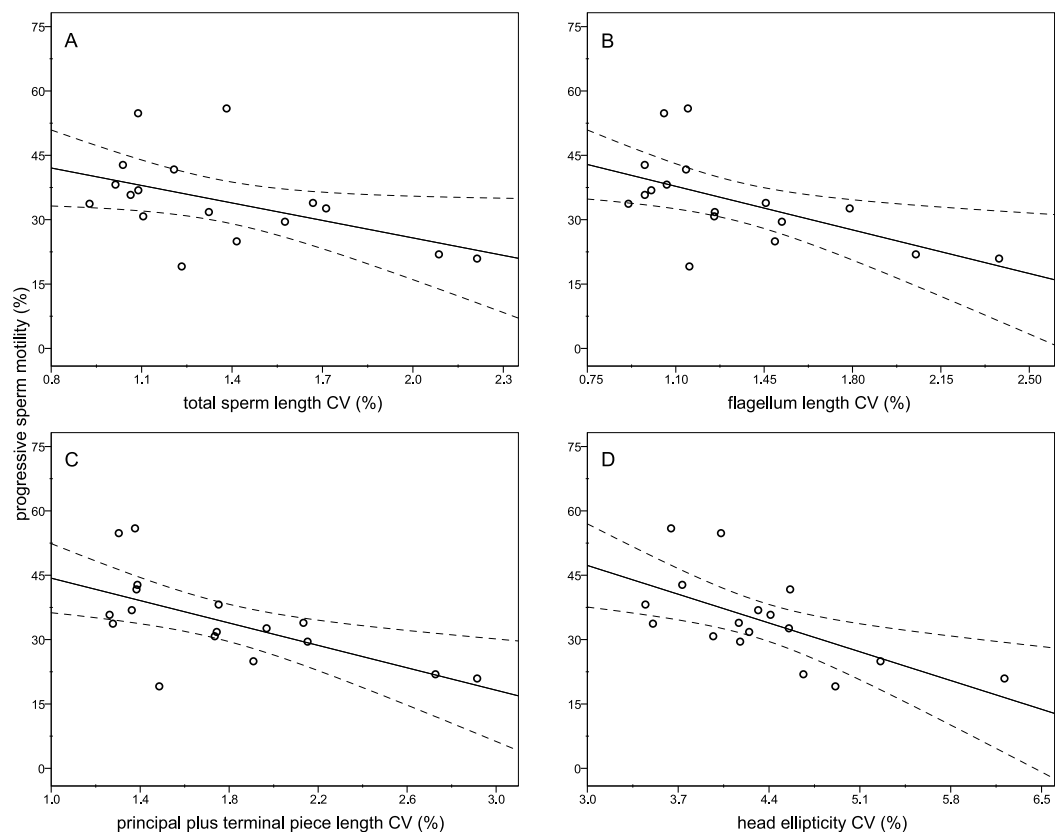 A
75
60
45
30
15
0
0.8 1.1 1.4 1.7 2.0 2.3
total sperm length CV (%)
B
75
60
45
30
15
0
0.75 1.10 1.45 1.80 2.15 2.50
flagellum length CV (%)
progressive sperm motility (%)
C
75
60
45
30
15
0
1.0 1.4 1.8 2.2 2.6 3.0
principal plus terminal piece length CV (%)
D
75
60
45
30
15
0
3.0 3.7 4.4 5.1 5.8 6.5
head ellipticity CV (%)